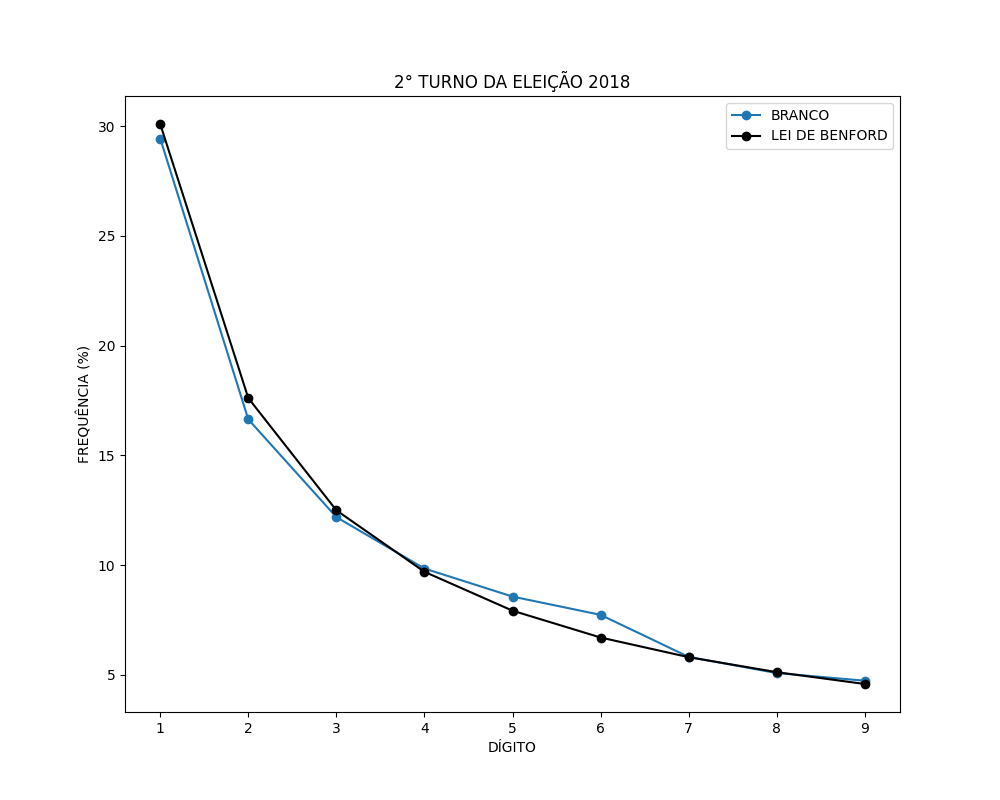 2° TURNO DA ELEIÇÃO 2018
BRANCO
LEI DE BENFORD
FREQUÊNCIA (%)
30
25
20
15
10
5
1 2 3 4 5 6 7 8 9
DÍGITO